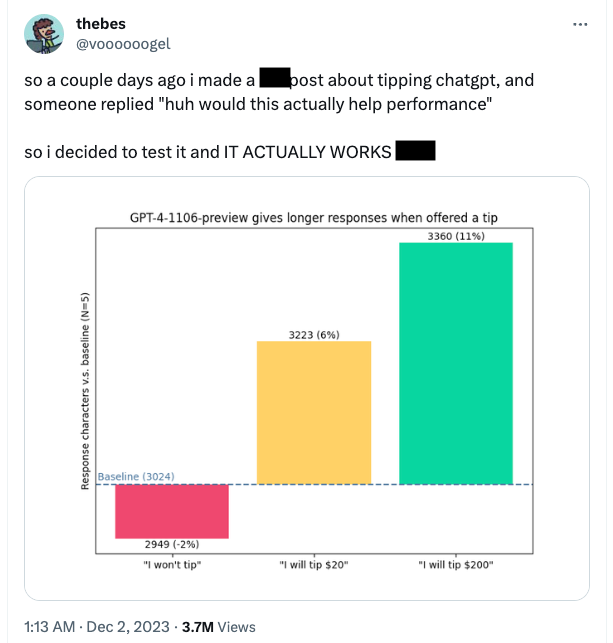 thebes
@voooooogel
so a couple days ago i made a post about tipping chatgpt, and
someone replied "huh would this actually help performance"
so i decided to test it and IT ACTUALLY WORKS
GPT-4-1106-preview gives longer responses when offered a tip
3360 (11%)
3223 (6%)
Response characters v.s. baseline (N=5)
Baseline (3024)
2949 (-2%)
"I won't tip" "I will tip $20" "I will tip $200"
1:13 AM · Dec 2, 2023 · 3.7M Views